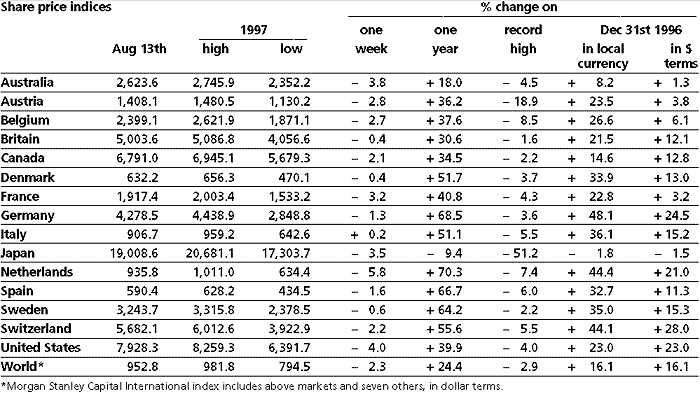 Share price indices % change on
1997 one one record Dec 31st 1996
Aug 13th high low week year high in local in $
currency terms
Australia 2,623.6 2,745.9 2,352.2 – 3.8 + 18.0 – 4.5 + 8.2 + 1.3
Austria 1,408.1 1,480.5 1,130.2 – 2.8 + 36.2 – 18.9 + 23.5 + 3.8
Belgium 2,399.1 2,621.9 1,871.1 – 2.7 + 37.6 – 8.5 + 26.6 + 6.1
Britain 5,003.6 5,086.8 4,056.6 – 0.4 + 30.6 – 1.6 + 21.5 + 12.1
Canada 6,791.0 6,945.1 5,679.3 – 2.1 + 34.5 – 2.2 + 14.6 + 12.8
Denmark 632.2 656.3 470.1 – 0.4 + 51.7 – 3.7 + 33.9 + 13.0
France 1,917.4 2,003.4 1,533.2 – 3.2 + 40.8 – 4.3 + 22.8 + 3.2
Germany 4,278.5 4,438.9 2,848.8 – 1.3 + 68.5 – 3.6 + 48.1 + 24.5
Italy 906.7 959.2 642.6 + 0.2 + 51.1 – 5.5 + 36.1 + 15.2
Japan 19,008.6 20,681.1 17,303.7 – 3.5 – 9.4 – 51.2 – 1.8 – 1.5
Netherlands 935.8 1,011.0 634.4 – 5.8 + 70.3 – 7.4 + 44.4 + 21.0
Spain 590.4 628.2 434.5 – 1.6 + 66.7 – 6.0 + 32.7 + 11.3
Sweden 3,243.7 3,315.8 2,378.5 – 0.6 + 64.2 – 2.2 + 35.0 + 15.3
Switzerland 5,682.1 6,012.6 3,922.9 – 2.2 + 55.6 – 5.5 + 44.1 + 28.0
United States 7,928.3 8,259.3 6,391.7 – 4.0 + 39.9 – 4.0 + 23.0 + 23.0
World* 952.8 981.8 794.5 – 2.3 + 24.4 – 2.9 + 16.1 + 16.1
*Morgan Stanley Capital International index includes above markets and seven others, in dollar terms.